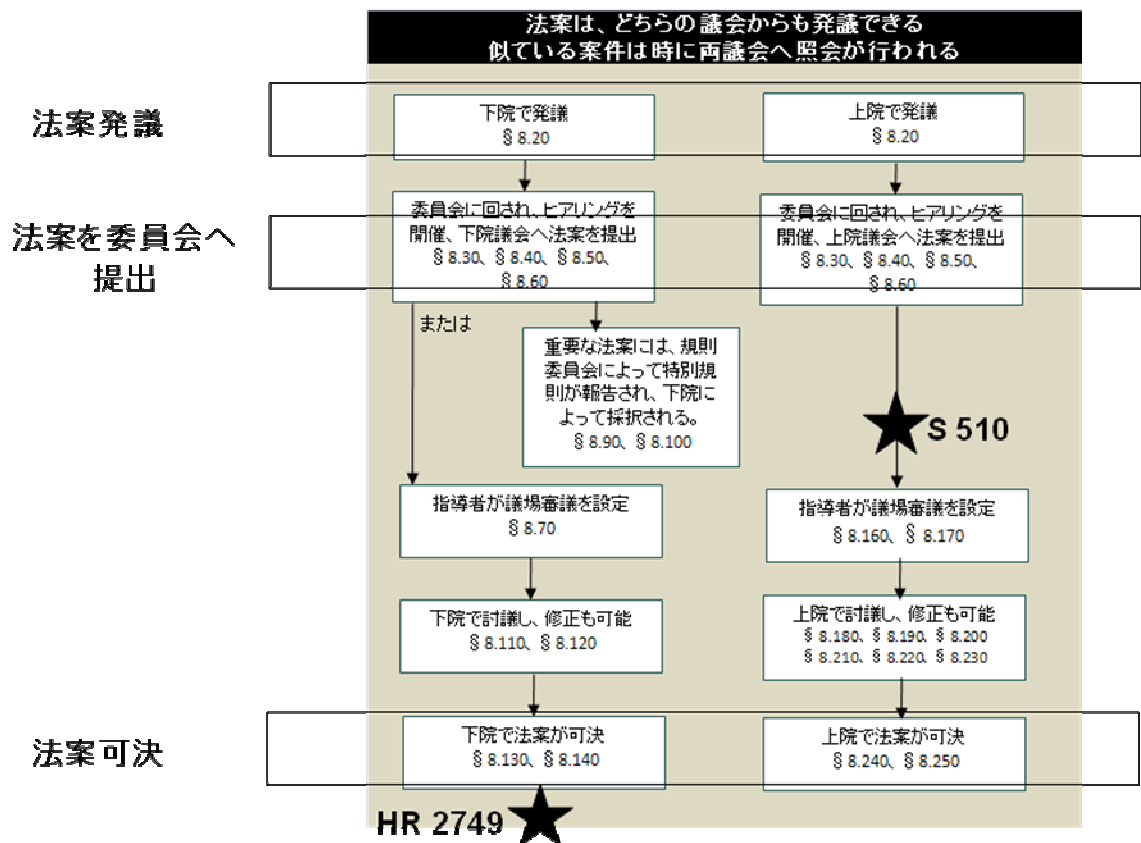 法案は、どちらの議会からも発議できる
似ている案件は時に両議会へ照会が行われる
法案発議
下院で発議
§ 8.20
上院で発議
§ 8.20
法案を委員会へ
提出
委員会に回され、ヒアリングを
開催、下院議会へ法案を提出
§ 8.30、§ 8.40、§ 8.50、
§ 8.60
委員会に回され、ヒアリングを
開催、上院議会へ法案を提出
§ 8.30、§ 8.40、§ 8.50、
§ 8.60
または
重要な法案には、規則
委員会によって特別規
則が報告され、下院に
よって採択される。
§ 8.90、§ 8.100
S 510
指導者が議場審議を設定
§ 8.70
指導者が議場審議を設定
§ 8.160、§ 8.170
下院で討議し、修正も可能
§ 8.110、§ 8.120
上院で討議し、修正も可能
§ 8.180、§ 8.190、§ 8.200
§ 8.210、§ 8.220、§ 8.230
法案可決
下院で法案が可決
§ 8.130、§ 8.140
上院で法案が可決
§ 8.240、§ 8.250
HR 2749